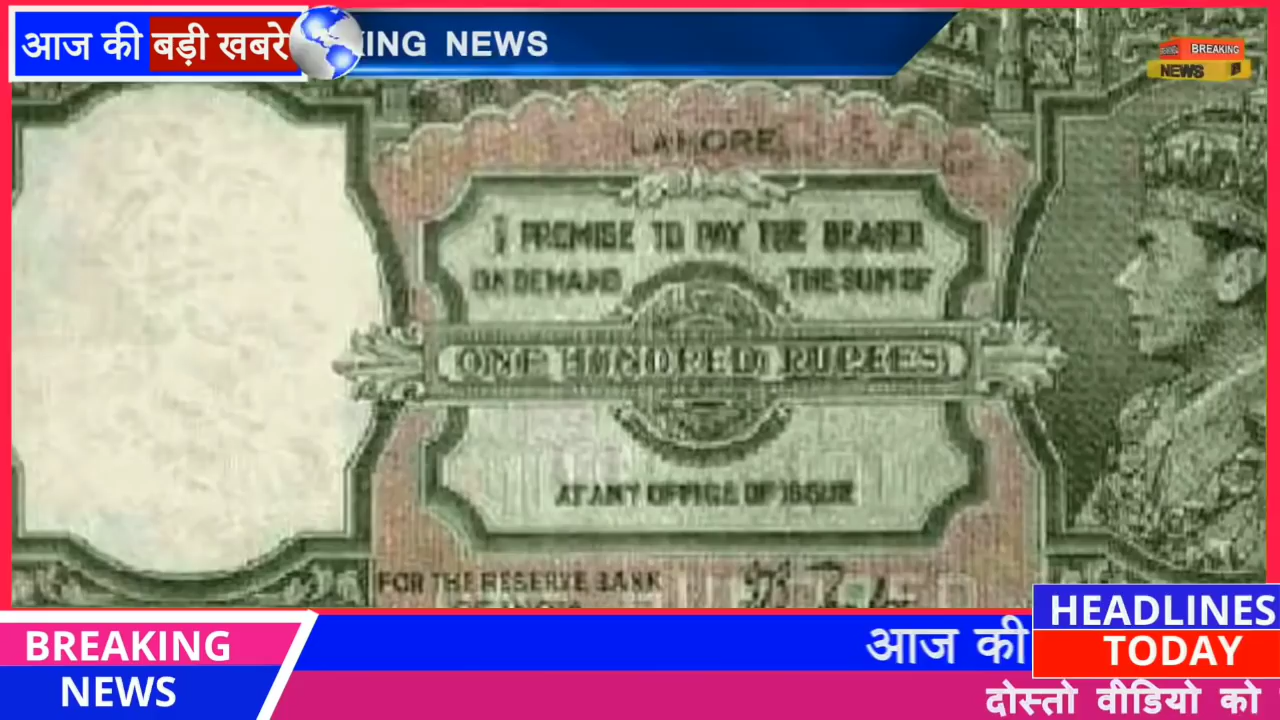 आज की बड़ी खबरे
KING NEWS
BREAKING
NEWS
LAHORE
I PROMISE TO PAY THE BEARER
ON DEMAND THE SUM OF
ONE HUNDRED RUPEES
AT ANY OFFICE OF ISSUE
FOR THE RESERVE BANK
HEADLINES
TODAY
BREAKING
NEWS
आज की
दोस्तो वीडियो को